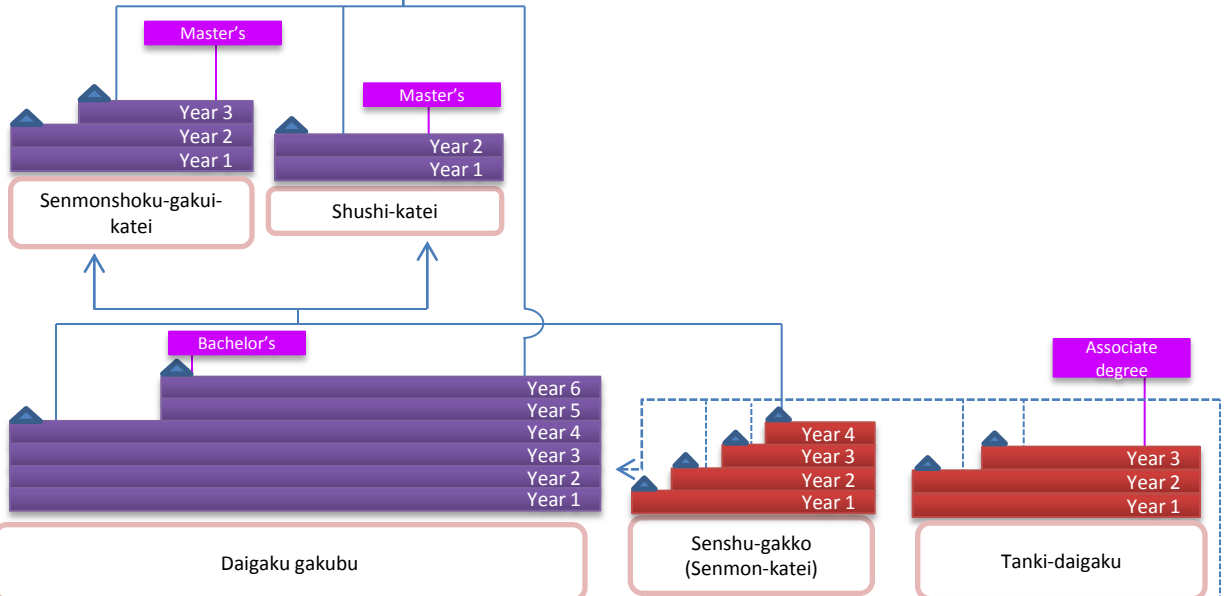 Master's
Year 3
Year 2
Year 1
Senmonshoku-gakui-
katei
Master's
Year 2
Year 1
Shushi-katei
Bachelor's
Year 6
Year 5
Year 4
Year 3
Year 2
Year 1
Daigaku gakubu
Year 4
Year 3
Year 2
Year 1
Senshu-gakko
(Senmon-katei)
Associate
degree
Year 3
Year 2
Year 1
Tanki-daigaku